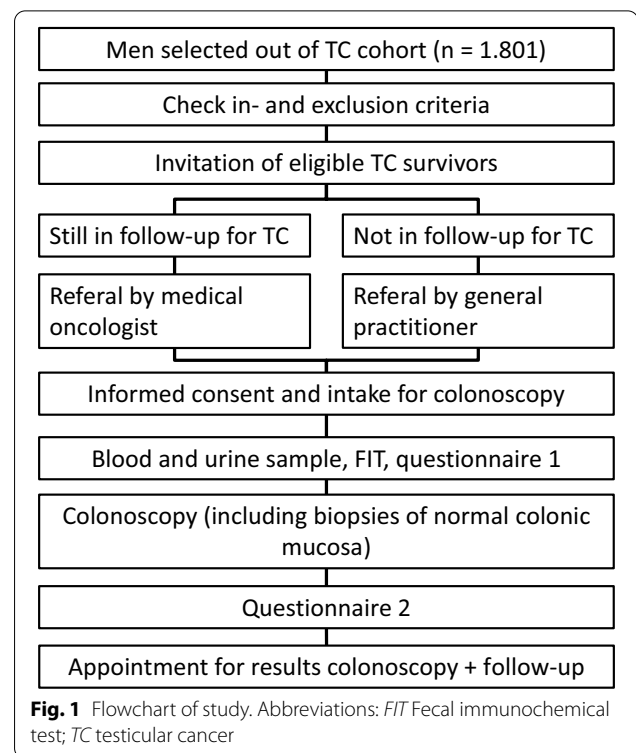 Men selected out of TC cohort (n = 1.801)
Check in- and exclusion criteria
Invitation of eligible TC survivors
Still in follow-up for TC
Not in follow-up for TC
Referal by medical
oncologist
Referal by general
practitioner
Informed consent and intake for colonoscopy
Blood and urine sample, FIT, questionnaire 1
Colonoscopy (including biopsies of normal colonic
mucosa)
Questionnaire 2
Appointment for results colonoscopy + follow-up
Fig. 1 Flowchart of study. Abbreviations: FIT Fecal immunochemical
test; TC testicular cancer